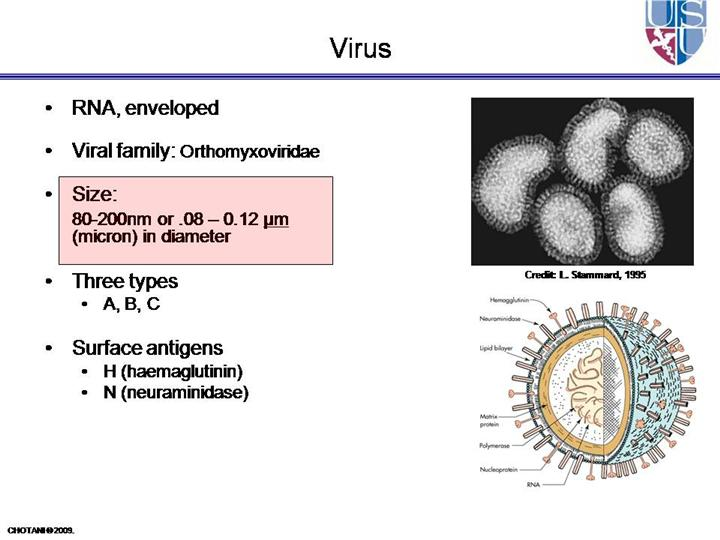 USU
Virus
• RNA, enveloped
• Viral family: Orthomyxoviridae
• Size:
80-200nm or .08 – 0.12 µm
(micron) in diameter
• Three types
• A, B, C
• Surface antigens
• H (haemaglutinin)
• N (neuraminidase)
Credit: L. Stammard, 1995
Hemagglutinin
Neuraminidase
Lipid bilayer
Matrix
protein
Polymerase
Nucleoprotein
RNA
CHOTANI © 2009.